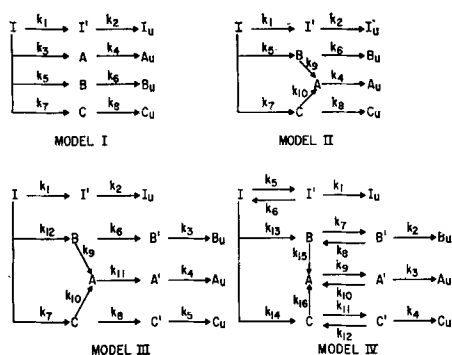 I k₁ I' k₂ Iu
k₃ A k₄ Au
k₅ B k₆ Bu
k₇ C k₈ Cu
MODEL I
I k₁ I' k₂ Iu
k₅ B k₆ Bu
k₉ A k₄ Au
k₁₀
k₇ C k₈ Cu
MODEL II
I k₁ I' k₂ Iu
k₁₂ B k₆ B' k₃ Bu
k₉ A k₁₁ A' k₄ Au
k₁₀
k₇ C k₈ C' k₅ Cu
MODEL III
I k₅ I' k₁ Iu
k₆
k₁₃ B k₇ B' k₂ Bu
k₁₅ k₈
A k₉ A' k₃ Au
k₁₆ k₁₀
k₁₄ C k₁₁ C' k₄ Cu
k₁₂
MODEL IV